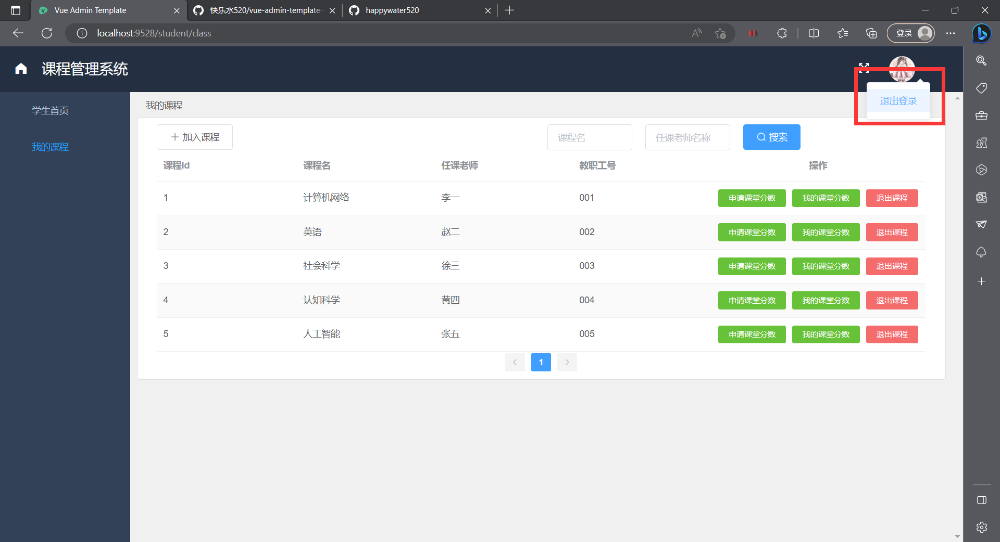 Vue Admin Template
快乐水520/vue-admin-template-
happywater520
localhost:9528/student/class
登录
课程管理系统
退出登录
学生首页
我的课程
我的课程
加入课程
课程名
任课老师名称
搜索
课程Id 课程名 任课老师 教职工号 操作
1 计算机网络 李一 001 申请课堂分数 我的课堂分数 退出课程
2 英语 赵二 002 申请课堂分数 我的课堂分数 退出课程
3 社会科学 徐三 003 申请课堂分数 我的课堂分数 退出课程
4 认知科学 黄四 004 申请课堂分数 我的课堂分数 退出课程
5 人工智能 张五 005 申请课堂分数 我的课堂分数 退出课程
1